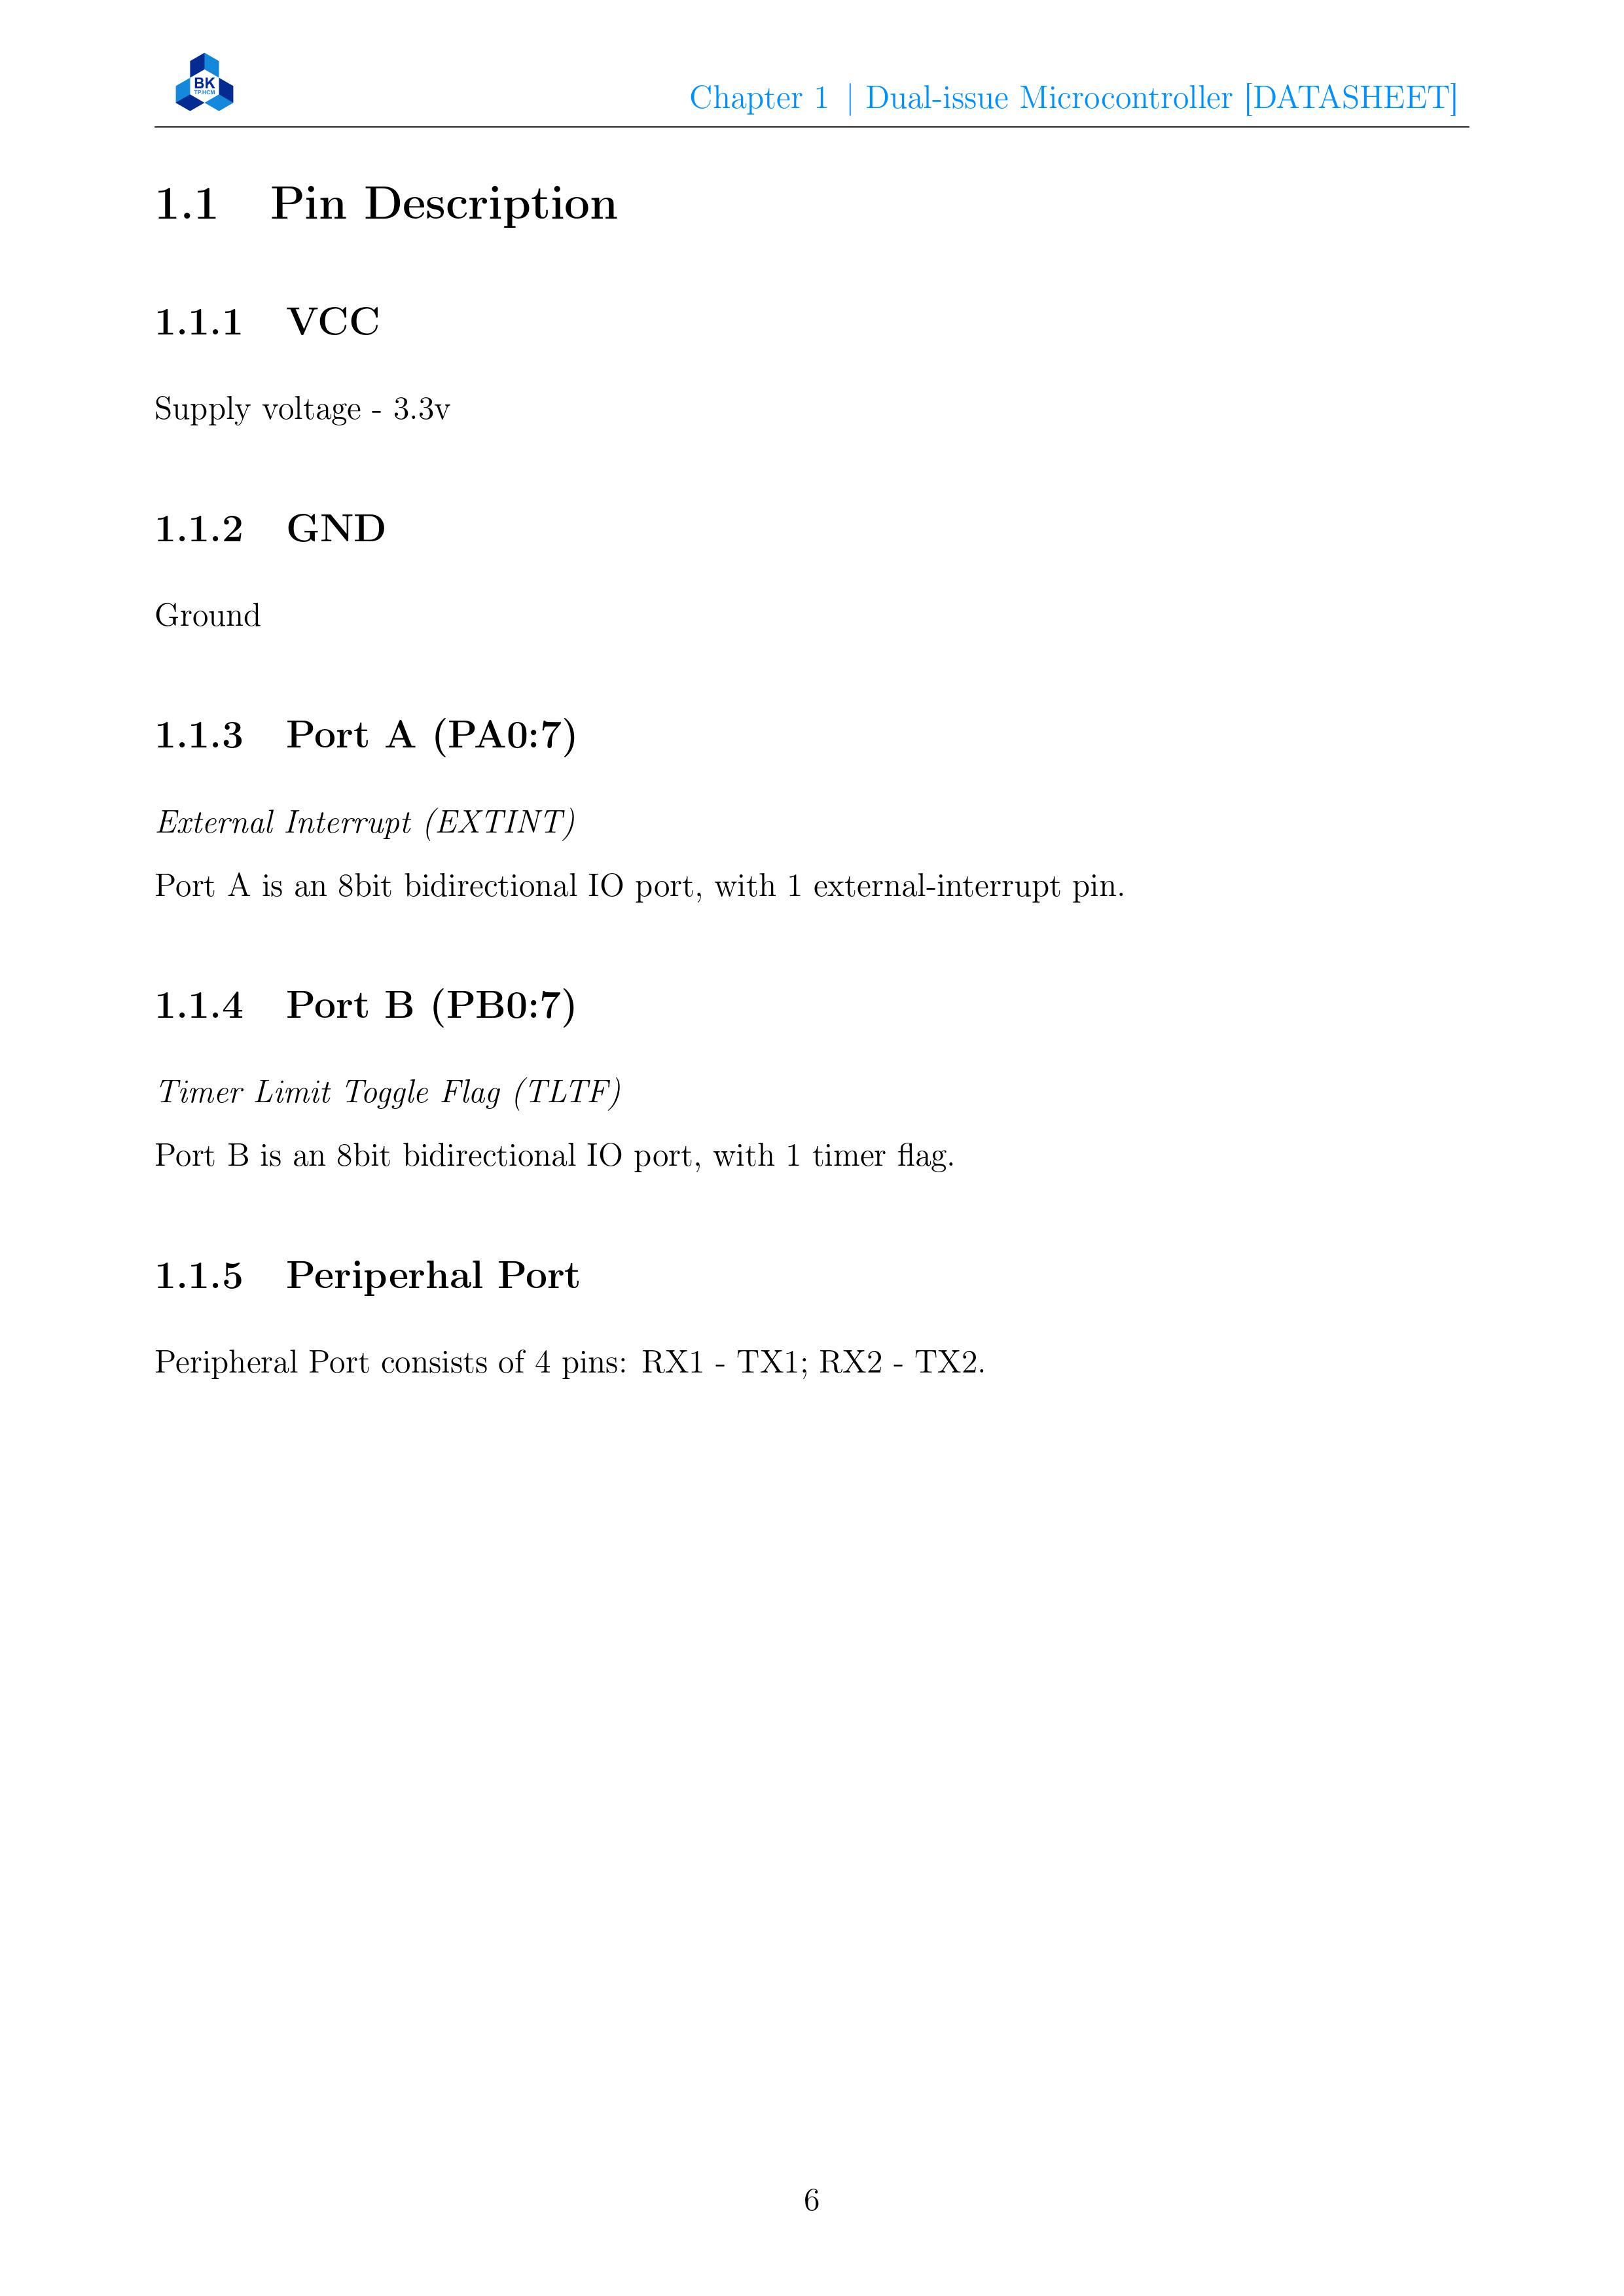 BK
TP.HCM
Chapter 1 | Dual-issue Microcontroller [DATASHEET]
1.1 Pin Description
1.1.1 VCC
Supply voltage - 3.3v
1.1.2 GND
Ground
1.1.3 Port A (PA0:7)
External Interrupt (EXTINT)
Port A is an 8bit bidirectional IO port, with 1 external-interrupt pin.
1.1.4 Port B (PB0:7)
Timer Limit Toggle Flag (TLTF)
Port B is an 8bit bidirectional IO port, with 1 timer flag.
1.1.5 Periperhal Port
Peripheral Port consists of 4 pins: RX1 - TX1; RX2 - TX2.
6